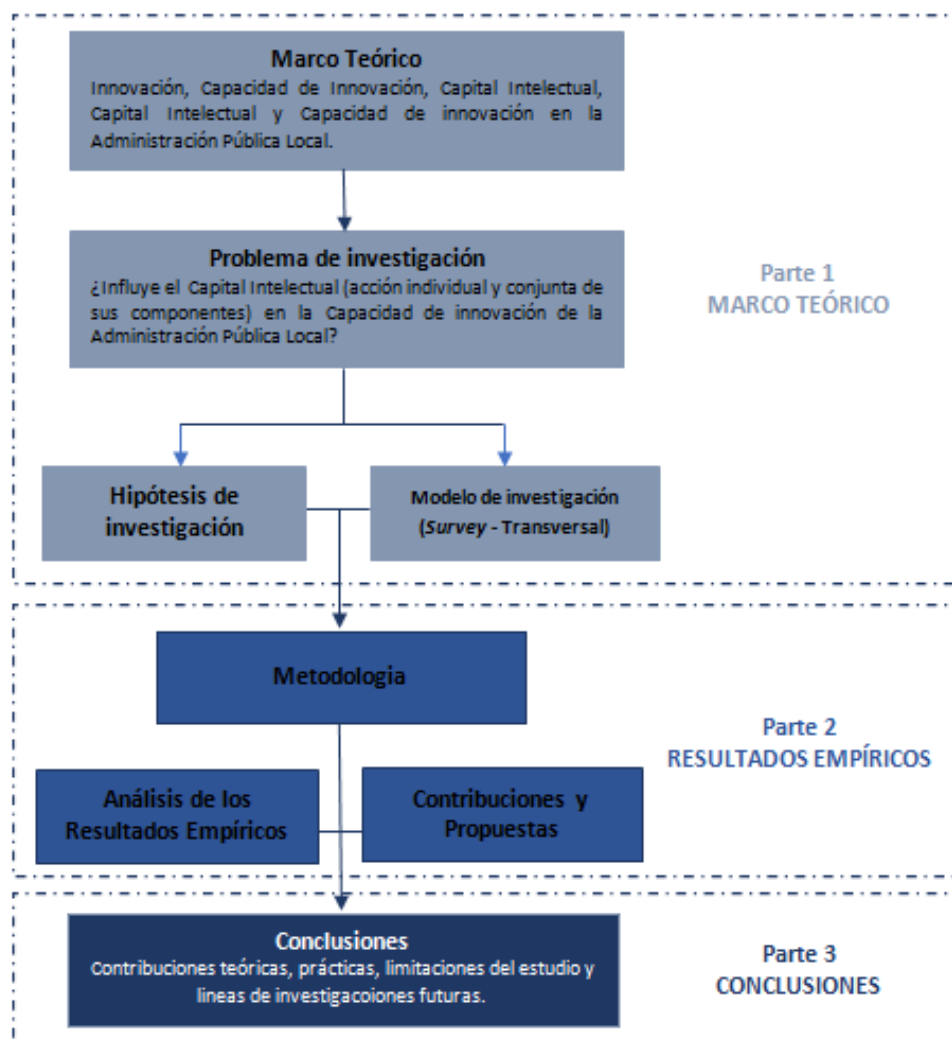 Marco Teórico
Innovación, Capacidad de Innovación, Capital Intelectual,
Capital Intelectual y Capacidad de innovación en la
Administración Pública Local.
Problema de investigación
¿Influye el Capital Intelectual (acción individual y conjunta de
sus componentes) en la Capacidad de innovación de la
Administración Pública Local?
Parte 1
MARCO TEÓRICO
Hipótesis de
investigación
Modelo de investigación
(Survey - Transversal)
Metodologia
Parte 2
RESULTADOS EMPÍRICOS
Análisis de los
Resultados Empíricos
Contribuciones y
Propuestas
Conclusiones
Contribuciones teóricas, prácticas, limitaciones del estudio y
lineas de investigacoiones futuras.
Parte 3
CONCLUSIONES